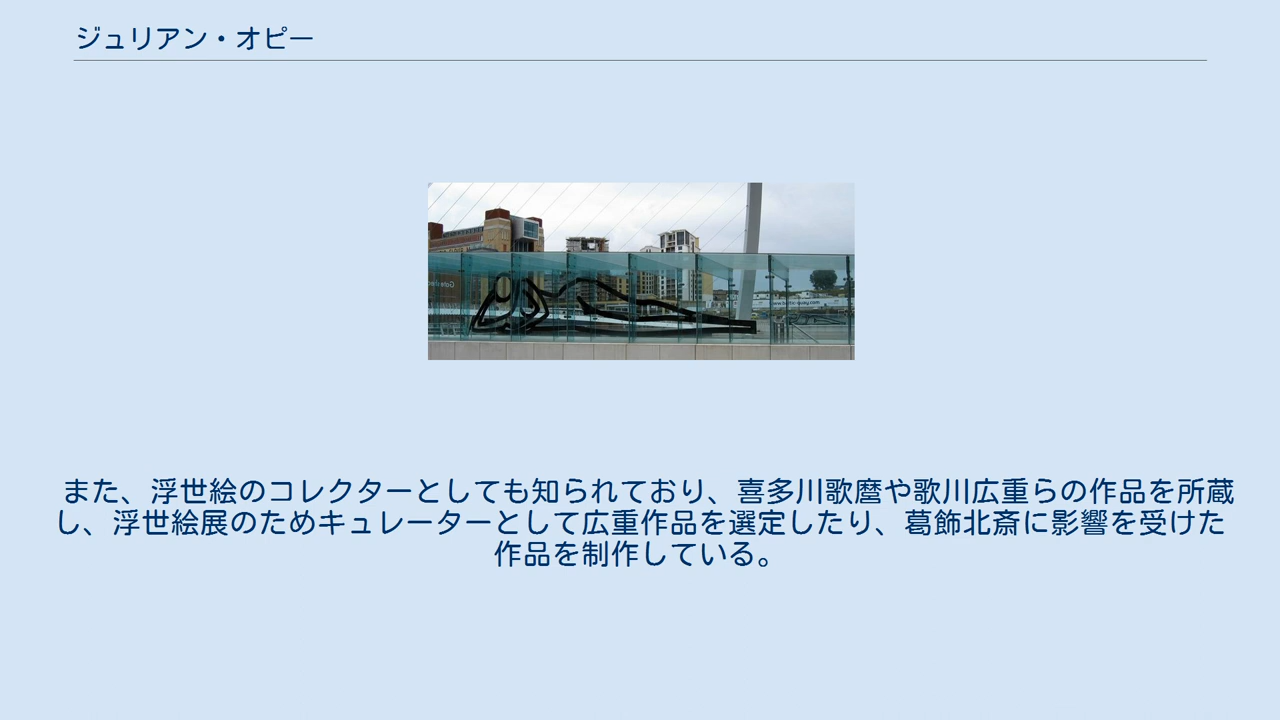 ジュリアン・オピー
また、浮世絵のコレクターとしても知られており、喜多川歌麿や歌川広重らの作品を所蔵
し、浮世絵展のためキュレーターとして広重作品を選定したり、葛飾北斎に影響を受けた
作品を制作している。